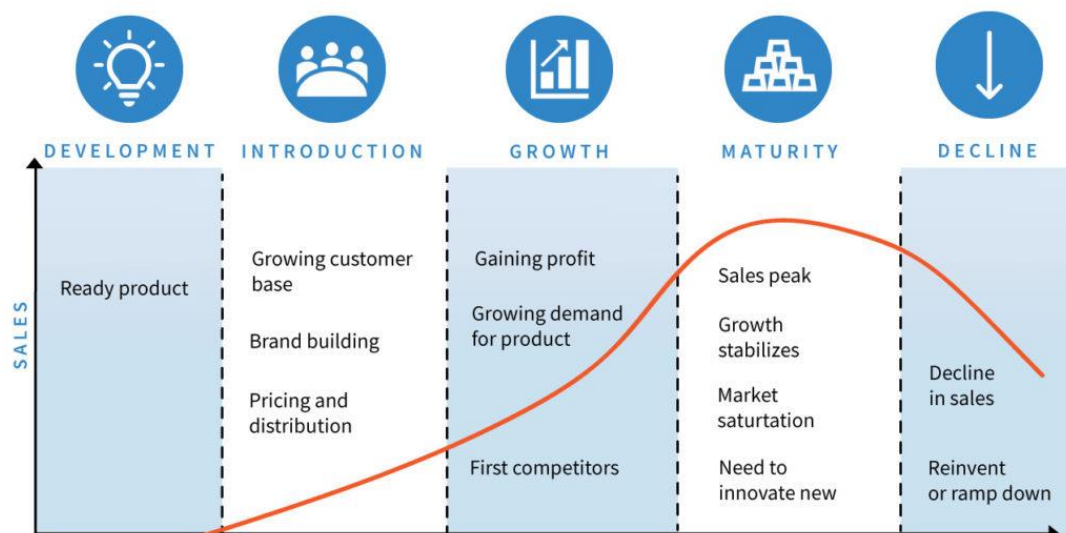 DEVELOPMENT
INTRODUCTION
GROWTH
MATURITY
DECLINE
SALES
Ready product
Growing customer
base
Brand building
Pricing and
distribution
Gaining profit
Growing demand
for product
First competitors
Sales peak
Growth
stabilizes
Market
saturtation
Need to
innovate new
Decline
in sales
Reinvent
or ramp down